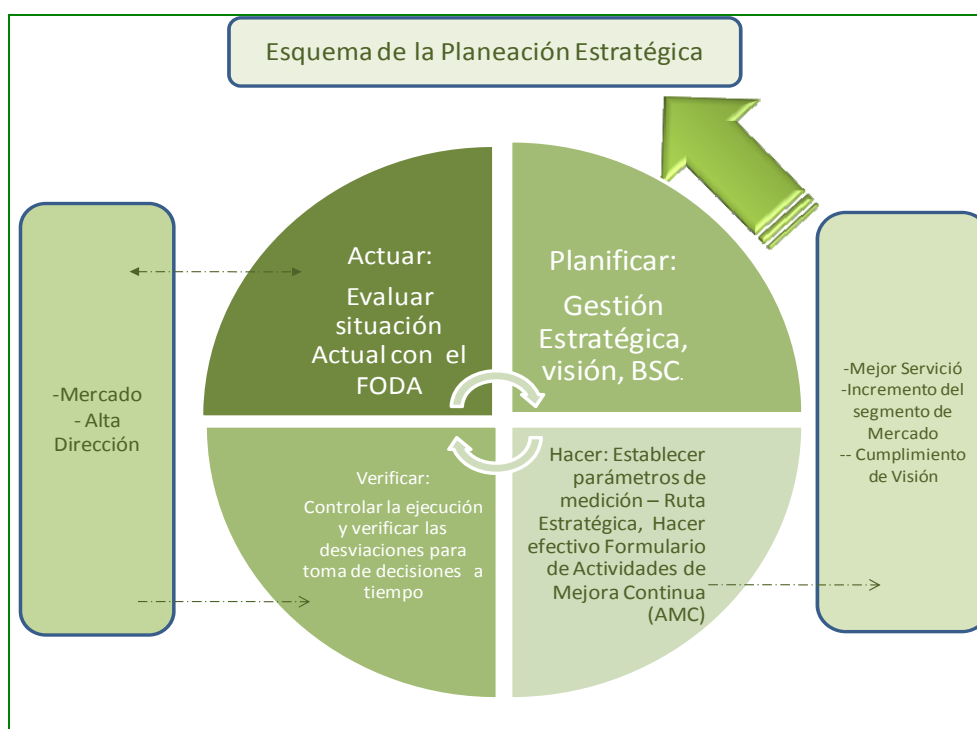 Esquema de la Planeación Estratégica
Actuar:
Evaluar
situación
Actual con el
FODA
Planificar:
Gestión
Estratégica,
visión, BSC.
-Mercado
- Alta
Dirección
-Mejor Servició
-Incremento del
segmento de
Mercado
-- Cumplimiento
de Visión
Verificar:
Controlar la ejecución
y verificar las
desviaciones para
toma de decisiones a
tiempo
Hacer: Establecer
parámetros de
medición – Ruta
Estratégica, Hacer
efectivo Formulario
de Actividades de
Mejora Continua
(AMC)